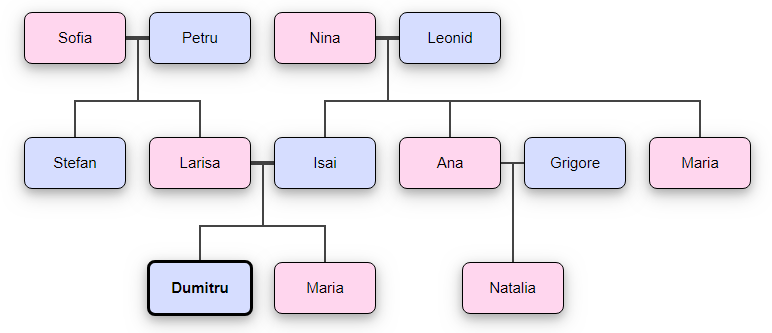 Sofia
Petru
Nina
Leonid
Stefan
Larisa
Isai
Ana
Grigore
Maria
Dumitru
Maria
Natalia